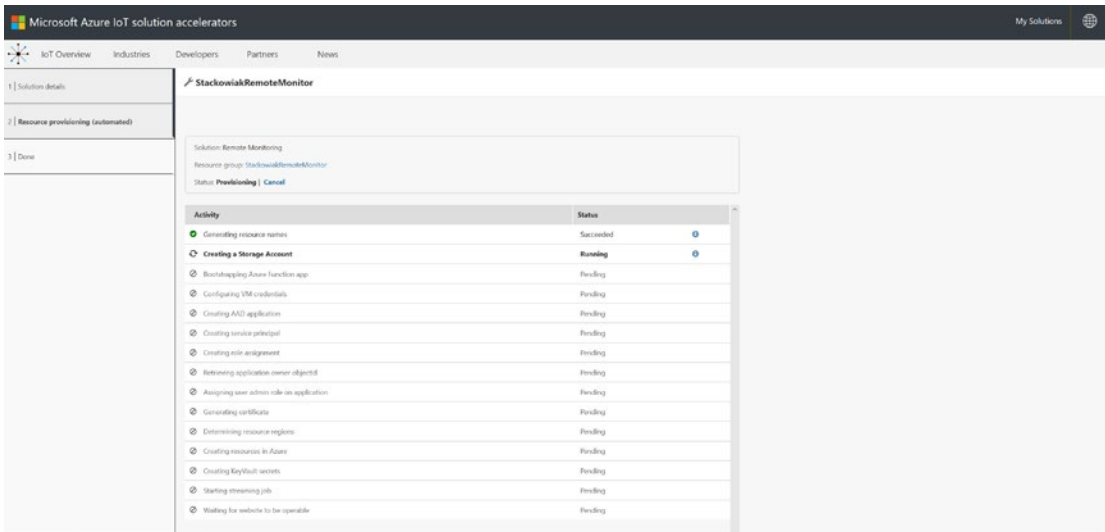 Microsoft Azure IoT solution accelerators
My Solutions
IoT Overview Industries Developers Partners News
1 | Solution details
StackowiakRemoteMonitor
2 | Resource provisioning (automated)
3 | Done
Solution: Remote Monitoring
Resource group: StackowiakRemoteMonitor
Status: Provisioning | Cancel
Activity Status
Generating resource names Succeeded
Creating a Storage Account Running
Bootstrapping Azure function app Pending
Configuring VM credentials Pending
Creating AAD application Pending
Creating service principal Pending
Creating role assignment Pending
Retrieving application owner objectId Pending
Assigning user admin role on application Pending
Generating certificate Pending
Determining resource regions Pending
Creating resources in Azure Pending
Creating KeyVault secrets Pending
Starting streaming job Pending
Waiting for website to be operable Pending